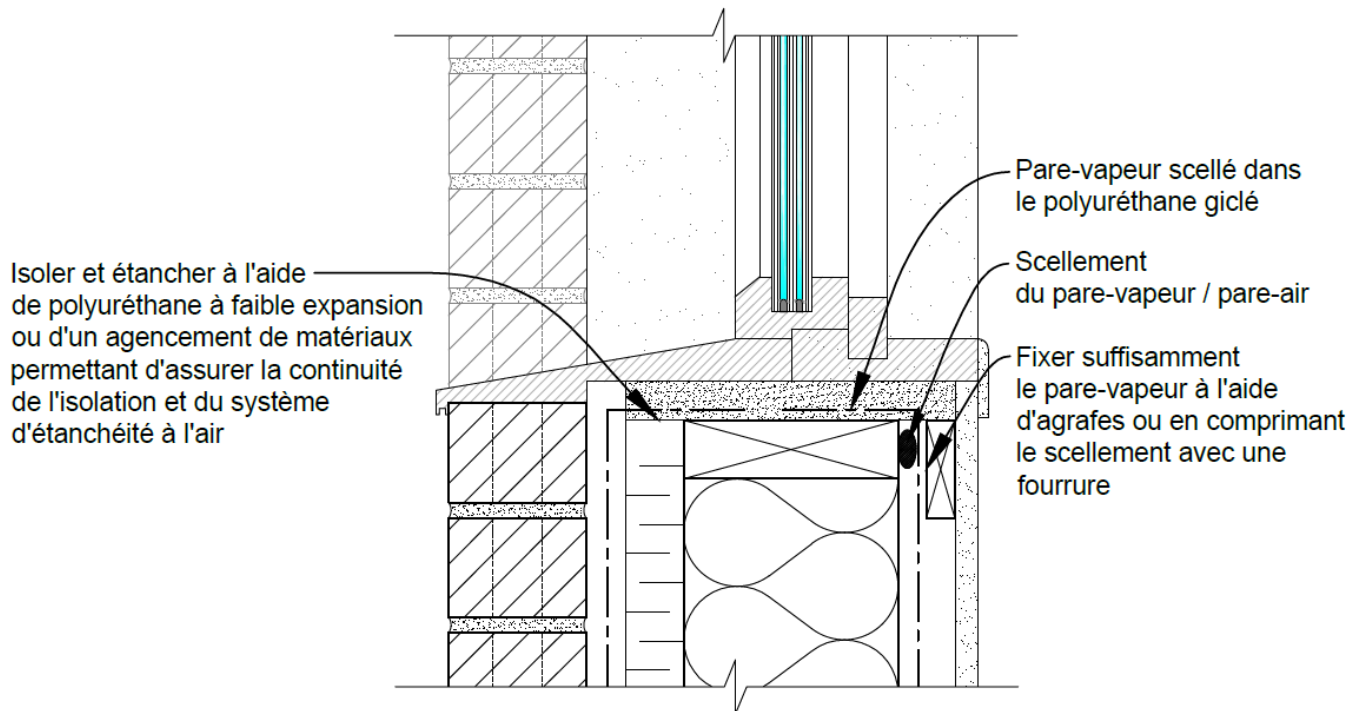 Isoler et étancher à l'aide
de polyuréthane à faible expansion
ou d'un agencement de matériaux
permettant d'assurer la continuité
de l'isolation et du système
d'étanchéité à l'air
Pare-vapeur scellé dans
le polyuréthane giclé
Scellement
du pare-vapeur / pare-air
Fixer suffisamment
le pare-vapeur à l'aide
d'agrafes ou en comprimant
le scellement avec une
fourrure